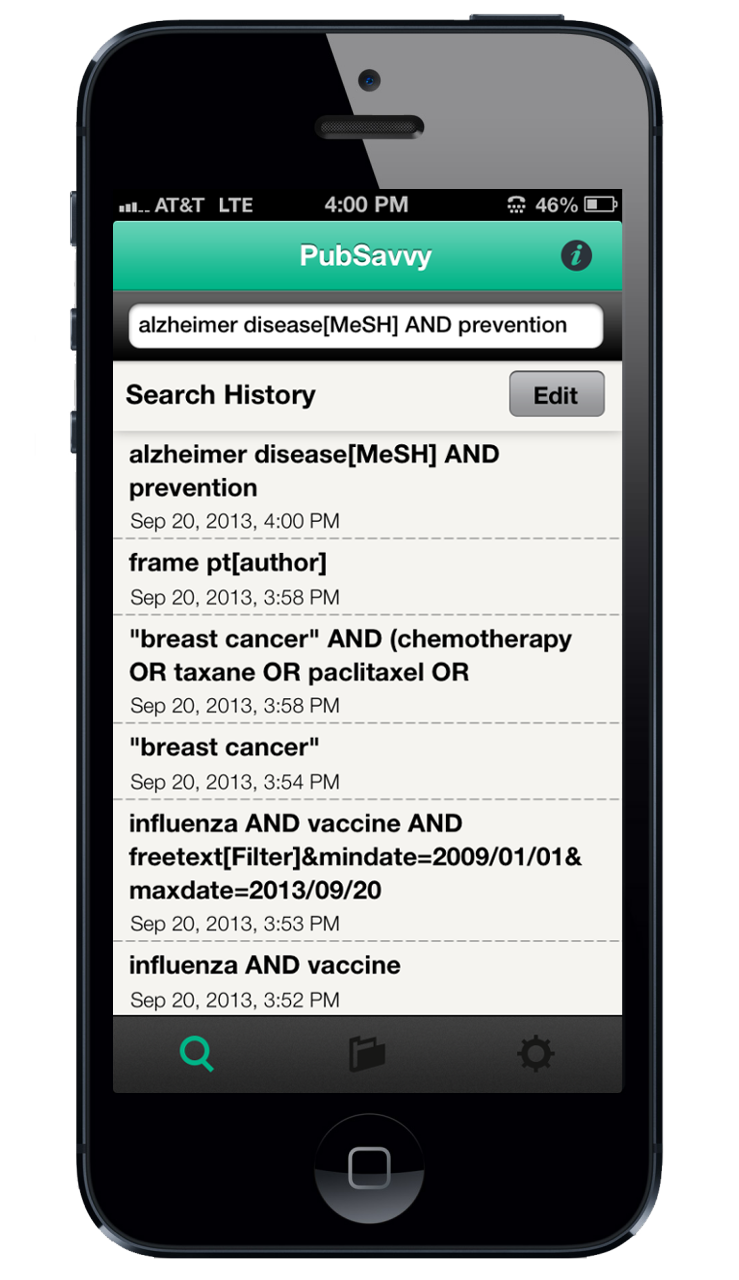 AT&T LTE 4:00 PM 46%
PubSavvy
i
alzheimer disease[MeSH] AND prevention
Search History
Edit
alzheimer disease[MeSH] AND
prevention
Sep 20, 2013, 4:00 PM
frame pt[author]
Sep 20, 2013, 3:58 PM
"breast cancer" AND (chemotherapy
OR taxane OR paclitaxel OR
Sep 20, 2013, 3:58 PM
"breast cancer"
Sep 20, 2013, 3:54 PM
influenza AND vaccine AND
freetext[Filter]&mindate=2009/01/01&
maxdate=2013/09/20
Sep 20, 2013, 3:53 PM
influenza AND vaccine
Sep 20, 2013, 3:52 PM